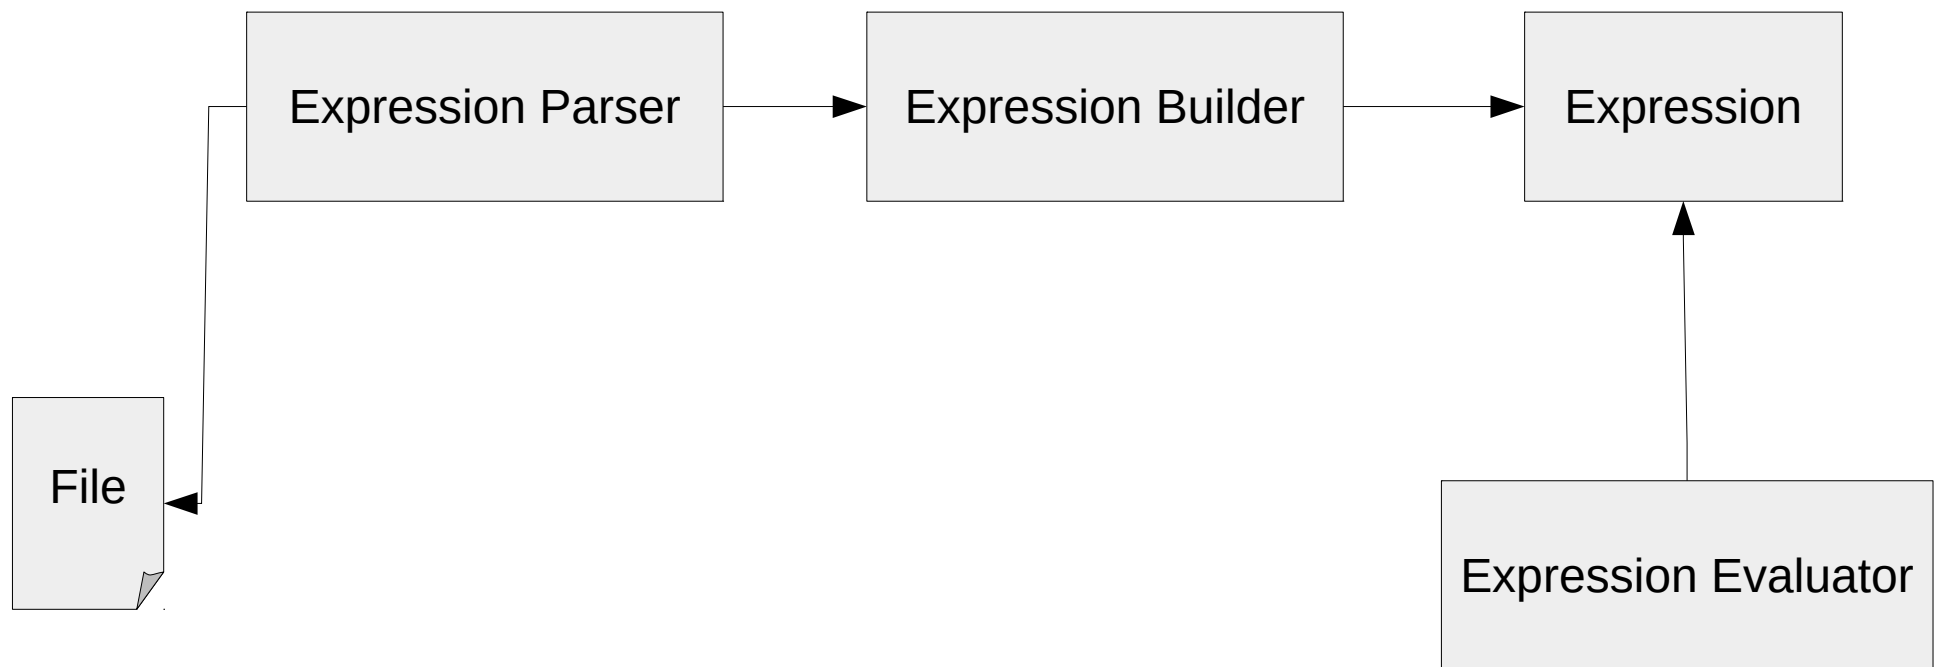 Expression Parser
Expression Builder
Expression
File
Expression Evaluator